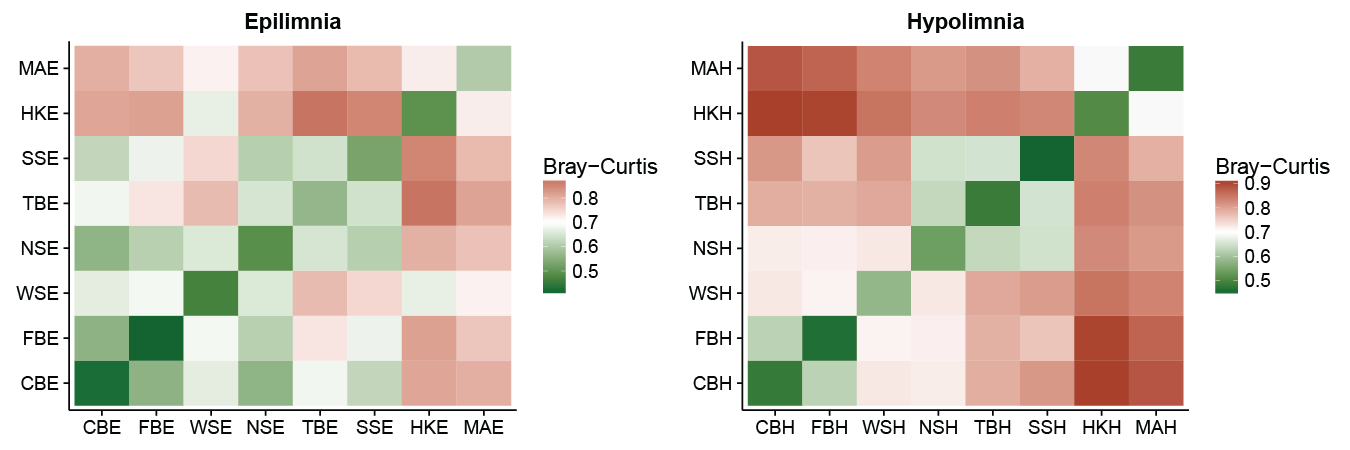 Epilimnia
MAE
HKE
SSE
TBE
NSE
WSE
FBE
CBE
CBE FBE WSE NSE TBE SSE HKE MAE
Bray−Curtis
0.8
0.7
0.6
0.5
Hypolimnia
MAH
HKH
SSH
TBH
NSH
WSH
FBH
CBH
CBH FBH WSH NSH TBH SSH HKH MAH
Bray−Curtis
0.9
0.8
0.7
0.6
0.5